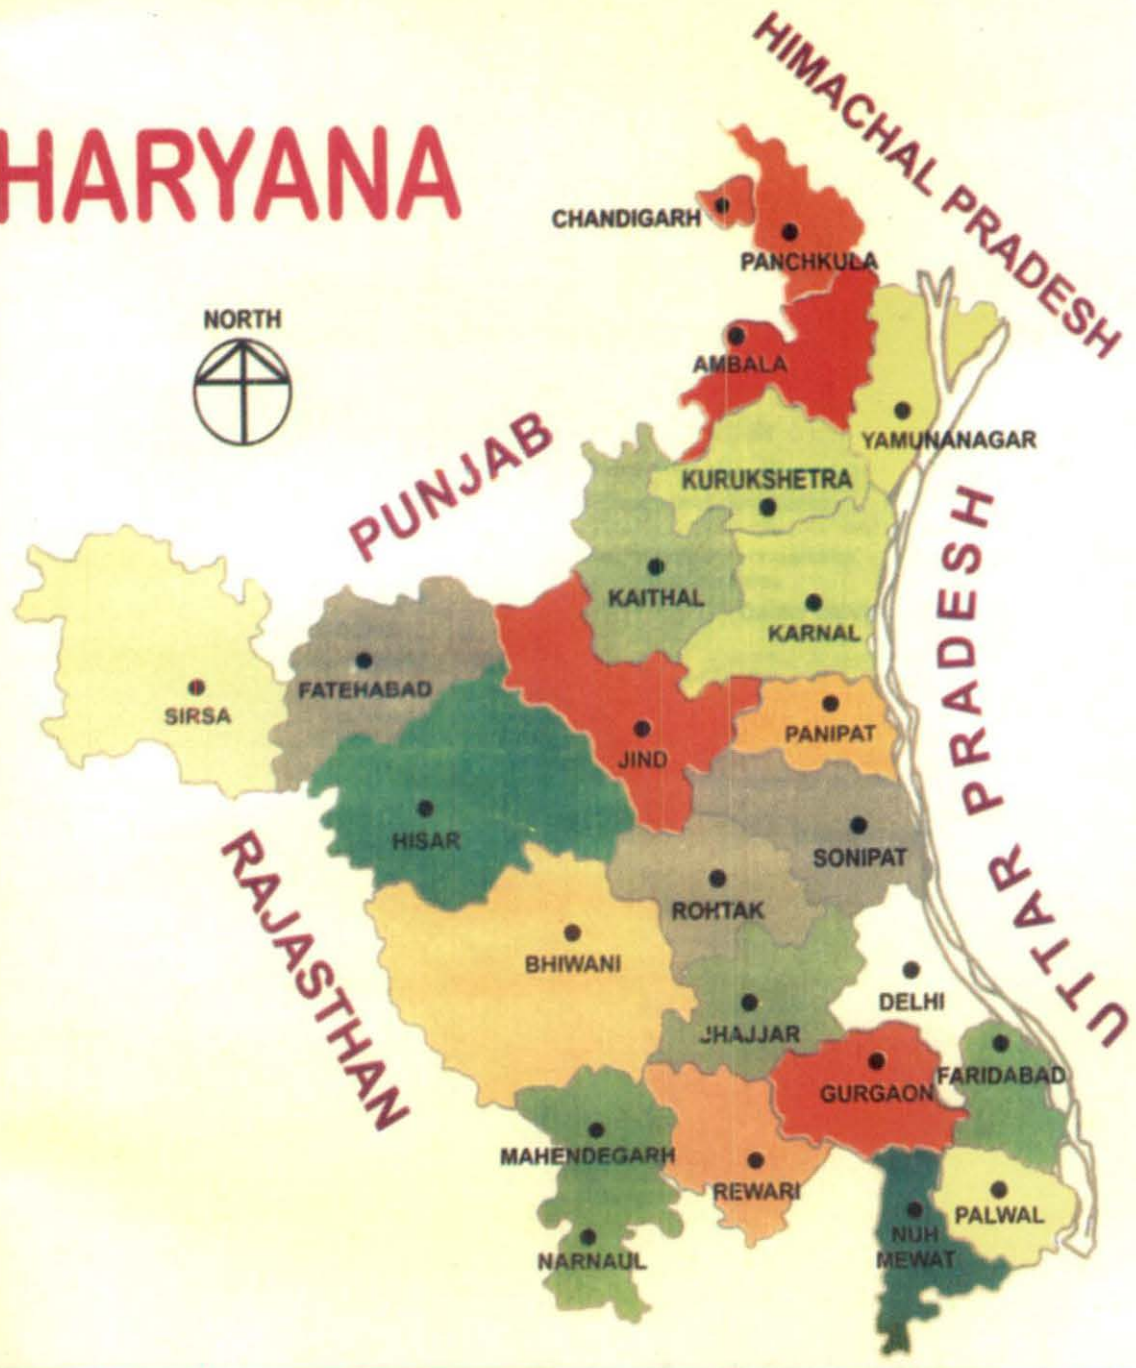 HIMACHAL PRADESH
HARYANA
CHANDIGARH
PANCHKULA
NORTH
AMBALA
PUNJAB
YAMUNANAGAR
KURUKSHETRA
UTTAR PRADESH
KAITHAL
KARNAL
FATEHABAD
SIRSA
PANIPAT
JIND
HISAR
SONIPAT
RAJASTHAN
ROHTAK
BHIWANI
DELHI
JHAJJAR
FARIDABAD
GURGAON
MAHENDEGARH
REWARI
PALWAL
NUH
MEWAT
NARNAUL